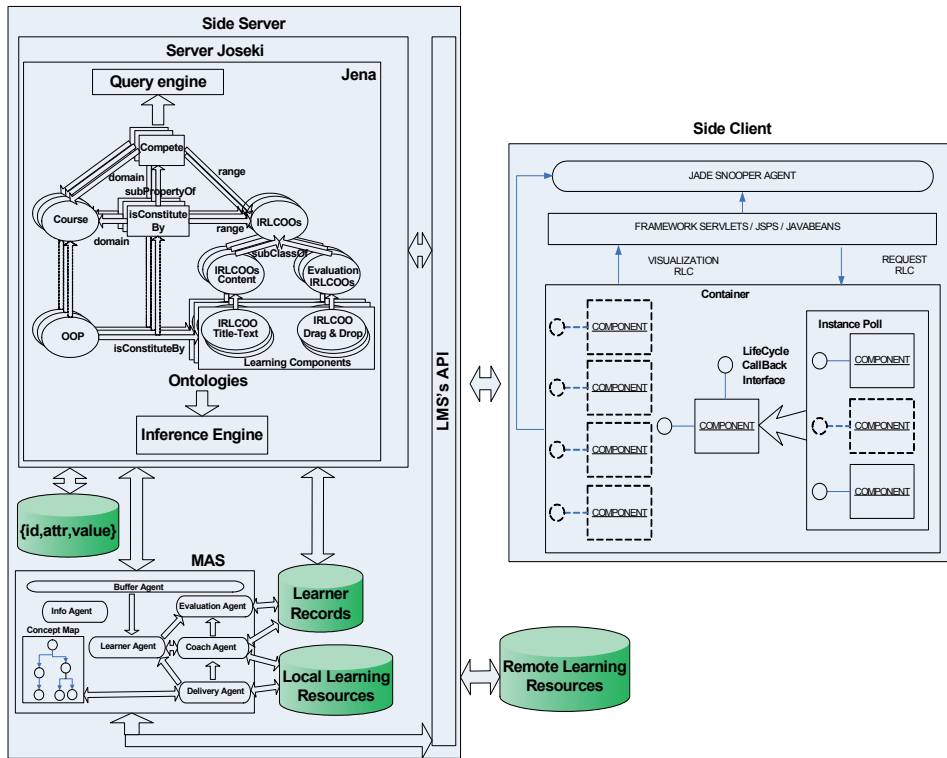 Side Server
Server Joseki
Jena
Query engine
Compete
domain
range
subPropertyOf
Course
isConstitute
By
IRLCOOs
domain
range
subClassOf
IRLCOOs
Content
Evaluation
IRLCOOs
OOP
IRLCOO
Title-Text
IRLCOO
Drag & Drop
isConstituteBy
Learning Components
Ontologies
Inference Engine
{id,attr,value}
MAS
Buffer Agent
Info Agent
Evaluation Agent
Concept Map
Learner Agent
Coach Agent
Delivery Agent
Learner
Records
Local Learning
Resources
LMS's API
Remote Learning
Resources
Side Client
JADE SNOOPER AGENT
FRAMEWORK SERVLETS / JSPS / JAVABEANS
VISUALIZATION
RLC
REQUEST
RLC
Container
COMPONENT
COMPONENT
COMPONENT
COMPONENT
LifeCycle
CallBack
Interface
COMPONENT
Instance Poll
COMPONENT
COMPONENT
COMPONENT